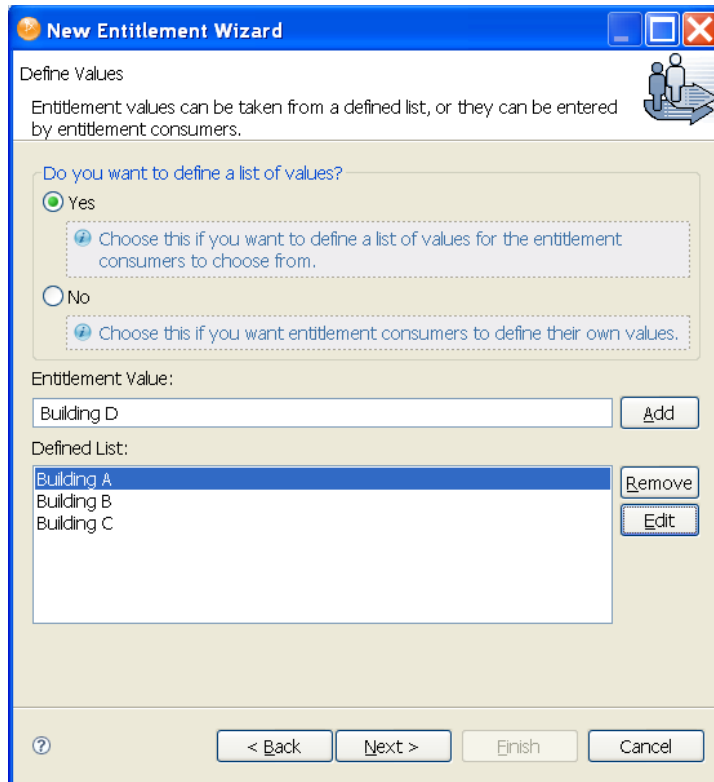 New Entitlement Wizard
Define Values
Entitlement values can be taken from a defined list, or they can be entered
by entitlement consumers.
Do you want to define a list of values?
Yes
Choose this if you want to define a list of values for the entitlement
consumers to choose from.
No
Choose this if you want entitlement consumers to define their own values.
Entitlement Value:
Building D
Add
Defined List:
Building A
Building B
Building C
Remove
Edit
< Back
Next >
Finish
Cancel